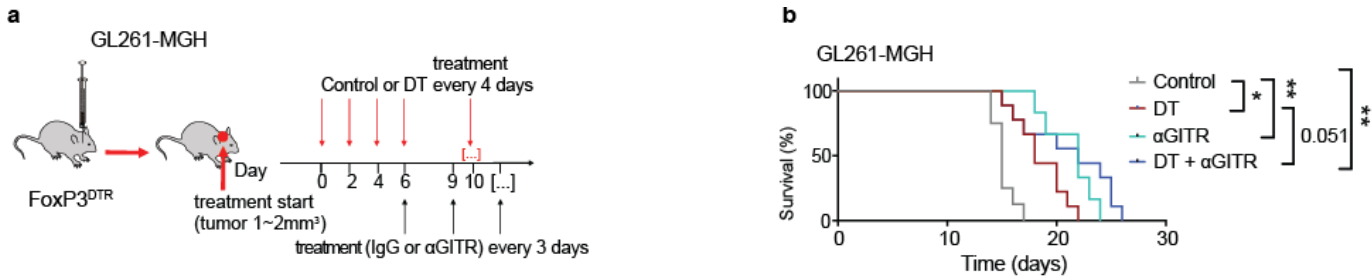 a
GL261-MGH
FoxP3ᴰᵀᴿ
treatment start
(tumor 1~2mm³)
treatment
Control or DT every 4 days
[...]
Day
0 2 4 6 9 10 [...]
treatment (IgG or αGITR) every 3 days
b
GL261-MGH
Survival (%)
100
50
0
0 10 20 30
Time (days)
Control
DT
αGITR
DT + αGITR
*
**
0.051
**